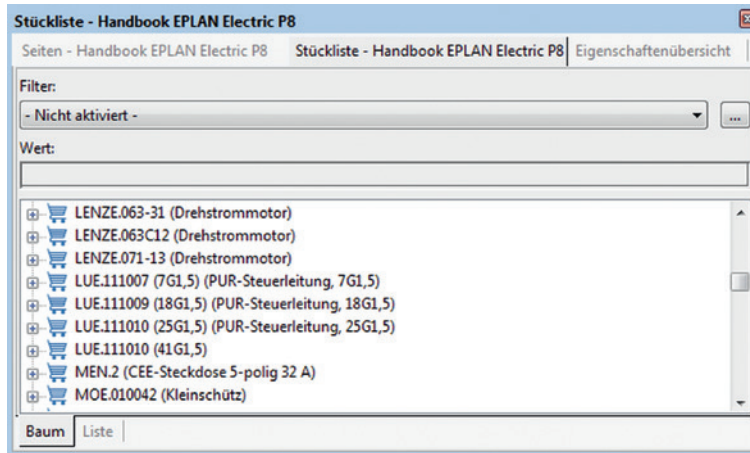 Stückliste - Handbook EPLAN Electric P8
Seiten - Handbook EPLAN Electric P8 Stückliste - Handbook EPLAN Electric P8 Eigenschaftenübersicht
Filter:
- Nicht aktiviert - ...
Wert:
LENZE.063-31 (Drehstrommotor)
LENZE.063C12 (Drehstrommotor)
LENZE.071-13 (Drehstrommotor)
LUE.111007 (7G1,5) (PUR-Steuerleitung, 7G1,5)
LUE.111009 (18G1,5) (PUR-Steuerleitung, 18G1,5)
LUE.111010 (25G1,5) (PUR-Steuerleitung, 25G1,5)
LUE.111010 (41G1,5)
MEN.2 (CEE-Steckdose 5-polig 32 A)
MOE.010042 (Kleinschütz)
Baum Liste